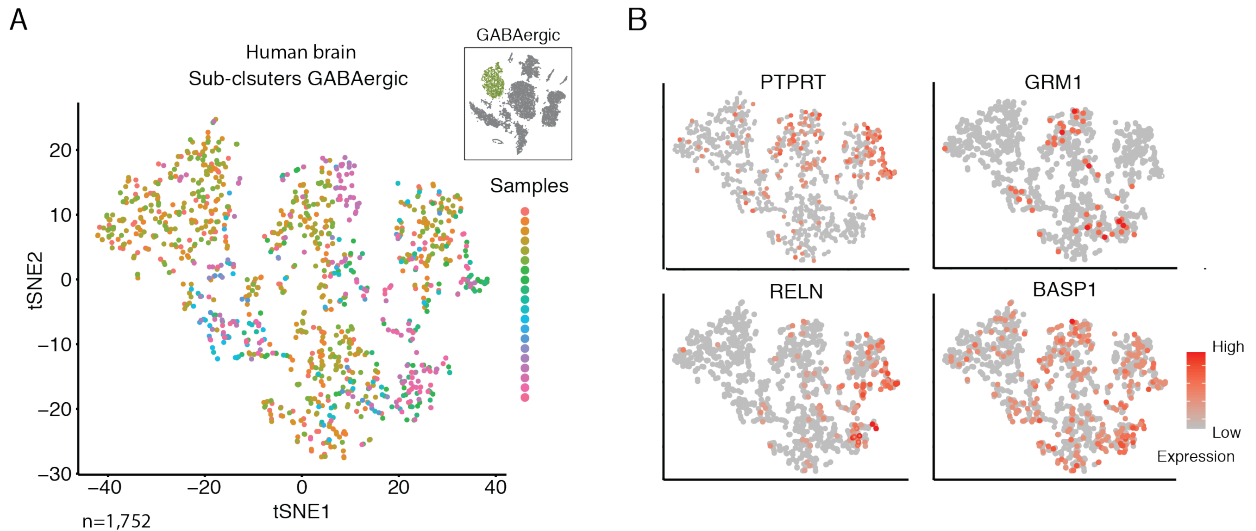 A
Human brain
Sub-clsuters GABAergic
GABAergic
Samples
20
10
0
−10
−20
−30
tSNE2
−40
−20
0
20
40
tSNE1
n=1,752
B
PTPRT
GRM1
RELN
BASP1
High
Low
Expression